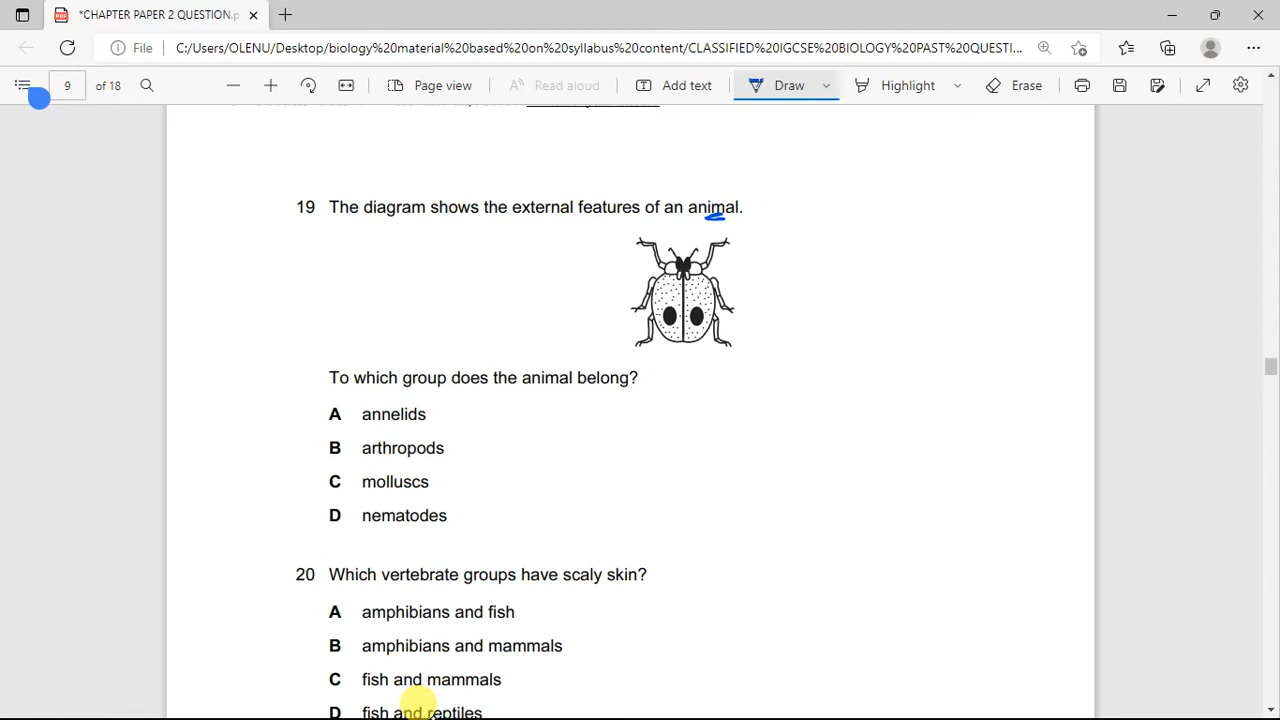 *CHAPTER PAPER 2 QUESTION.p
File
C:/Users/OLENU/Desktop/biology%20material%20based%20on%20syllabus%20content/CLASSIFIED%20IGCSE%20BIOLOGY%20PAST%20QUESTI...
9 of 18
Page view
Read aloud
Add text
Draw
Highlight
Erase
19 The diagram shows the external features of an animal.
To which group does the animal belong?
A annelids
B arthropods
C molluscs
D nematodes
20 Which vertebrate groups have scaly skin?
A amphibians and fish
B amphibians and mammals
C fish and mammals
D fish and reptiles